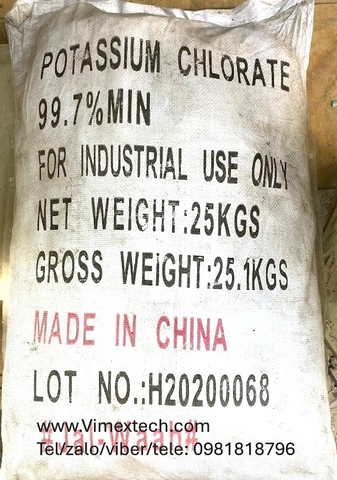 POTASSIUM CHLORATE
99.7%MIN
FOR INDUSTRIAL USE ONLY
NET WEIGHT:25KGS
GROSS WEIGHT:25.1KGS
MADE IN CHINA
LOT NO.:H20200068
www.Vimextech.com
Tel/zalo/viber/tele: 0981818796